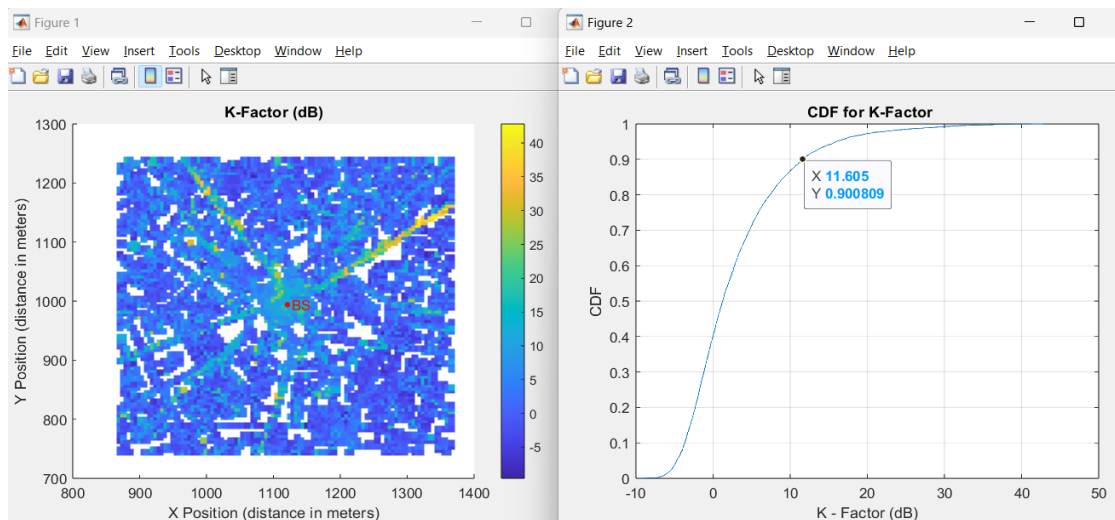 Figure 1
File Edit View Insert Tools Desktop Window Help
K-Factor (dB)
1300
1200
1100
1000
900
800
700
Y Position (distance in meters)
BS
800 900 1000 1100 1200 1300 1400
X Position (distance in meters)
40
35
30
25
20
15
10
5
0
-5
Figure 2
File Edit View Insert Tools Desktop Window Help
CDF for K-Factor
1
0.9
0.8
0.7
0.6
0.5
0.4
0.3
0.2
0.1
0
CDF
X 11.605
Y 0.900809
-10 0 10 20 30 40 50
K - Factor (dB)